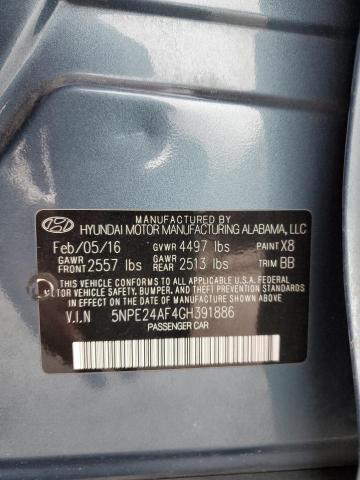 MANUFACTURED BY
HYUNDAI MOTOR MANUFACTURING ALABAMA, LLC
Feb/05/16 GVWR 4497 lbs PAINT X8
GAWR FRONT 2557 lbs GAWR REAR 2513 lbs TRIM BB
THIS VEHICLE CONFORMS TO ALL APPLICABLE U.S.A FEDERAL
MOTOR VEHICLE SAFETY, BUMPER, AND THEFT PREVENTION
STANDARDS IN EFFECT ON THE DATE OF MANUFACTURE SHOWN ABOVE.
V.I.N 5NPE24AF4GH391886
PASSENGER CAR